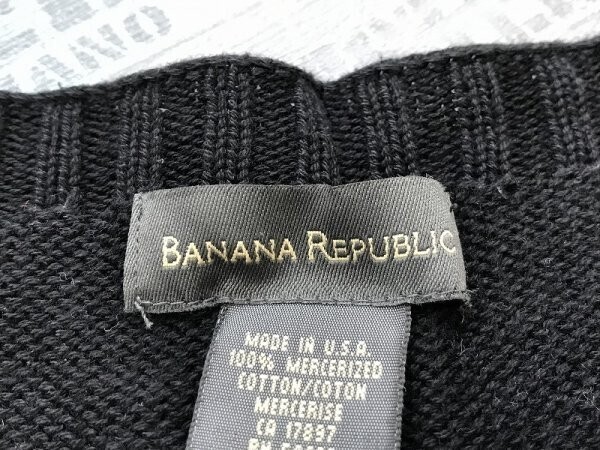 BANANA REPUBLIC
MADE IN U.S.A.
100% MERCERIZED
COTTON/COTON
MERCERISE
CA 17897